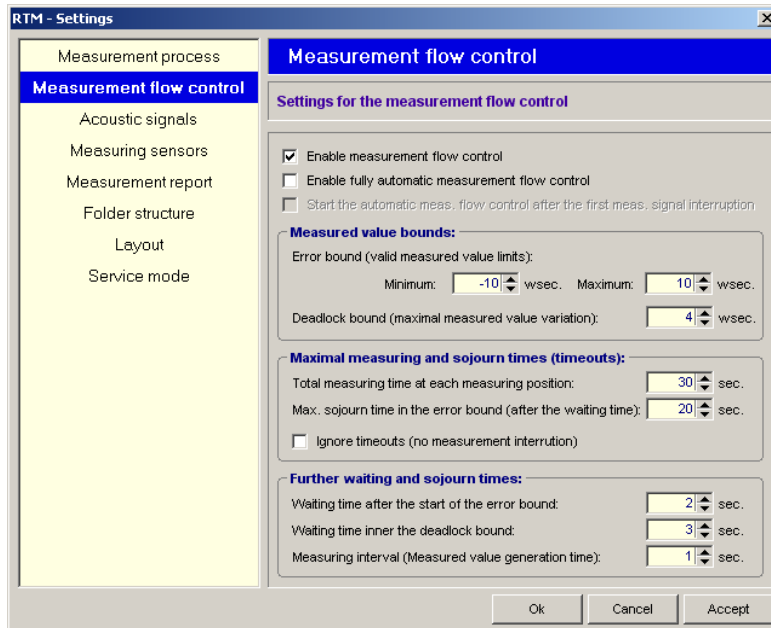 RTM - Settings
Measurement process
Measurement flow control
Acoustic signals
Measuring sensors
Measurement report
Folder structure
Layout
Service mode
Measurement flow control
Settings for the measurement flow control
Enable measurement flow control
Enable fully automatic measurement flow control
Start the automatic meas. flow control after the first meas. signal interruption
Measured value bounds:
Error bound (valid measured value limits):
Minimum: -10 wsec. Maximum: 10 wsec.
Deadlock bound (maximal measured value variation): 4 wsec.
Maximal measuring and sojourn times (timeouts):
Total measuring time at each measuring position: 30 sec.
Max. sojourn time in the error bound (after the waiting time): 20 sec.
Ignore timeouts (no measurement interrution)
Further waiting and sojourn times:
Waiting time after the start of the error bound: 2 sec.
Waiting time inner the deadlock bound: 3 sec.
Measuring interval (Measured value generation time): 1 sec.
Ok Cancel Accept